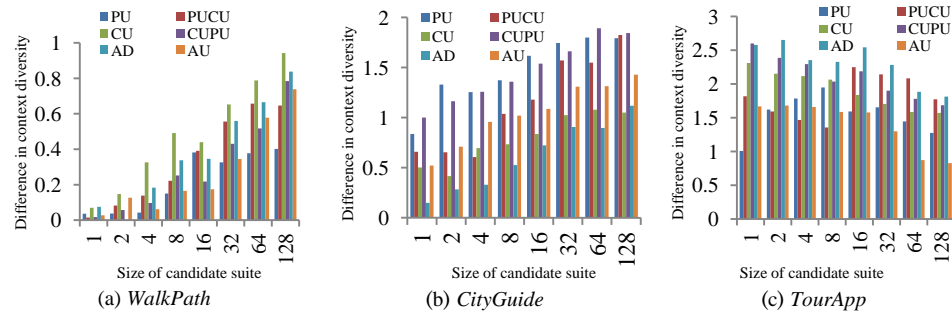 PU PUCU
CU CUPU
AD AU
Difference in context diversity
1
0.8
0.6
0.4
0.2
0
1 2 4 8 16 32 64 128
Size of candidate suite
(a) WalkPath
PU PUCU
CU CUPU
AD AU
Difference in context diversity
2
1.5
1
0.5
0
1 2 4 8 16 32 64 128
Size of candidate suite
(b) CityGuide
PU PUCU
CU CUPU
AD AU
Difference in context diversity
3
2.5
2
1.5
1
0.5
0
1 2 4 8 16 32 64 128
Size of candidate suite
(c) TourApp